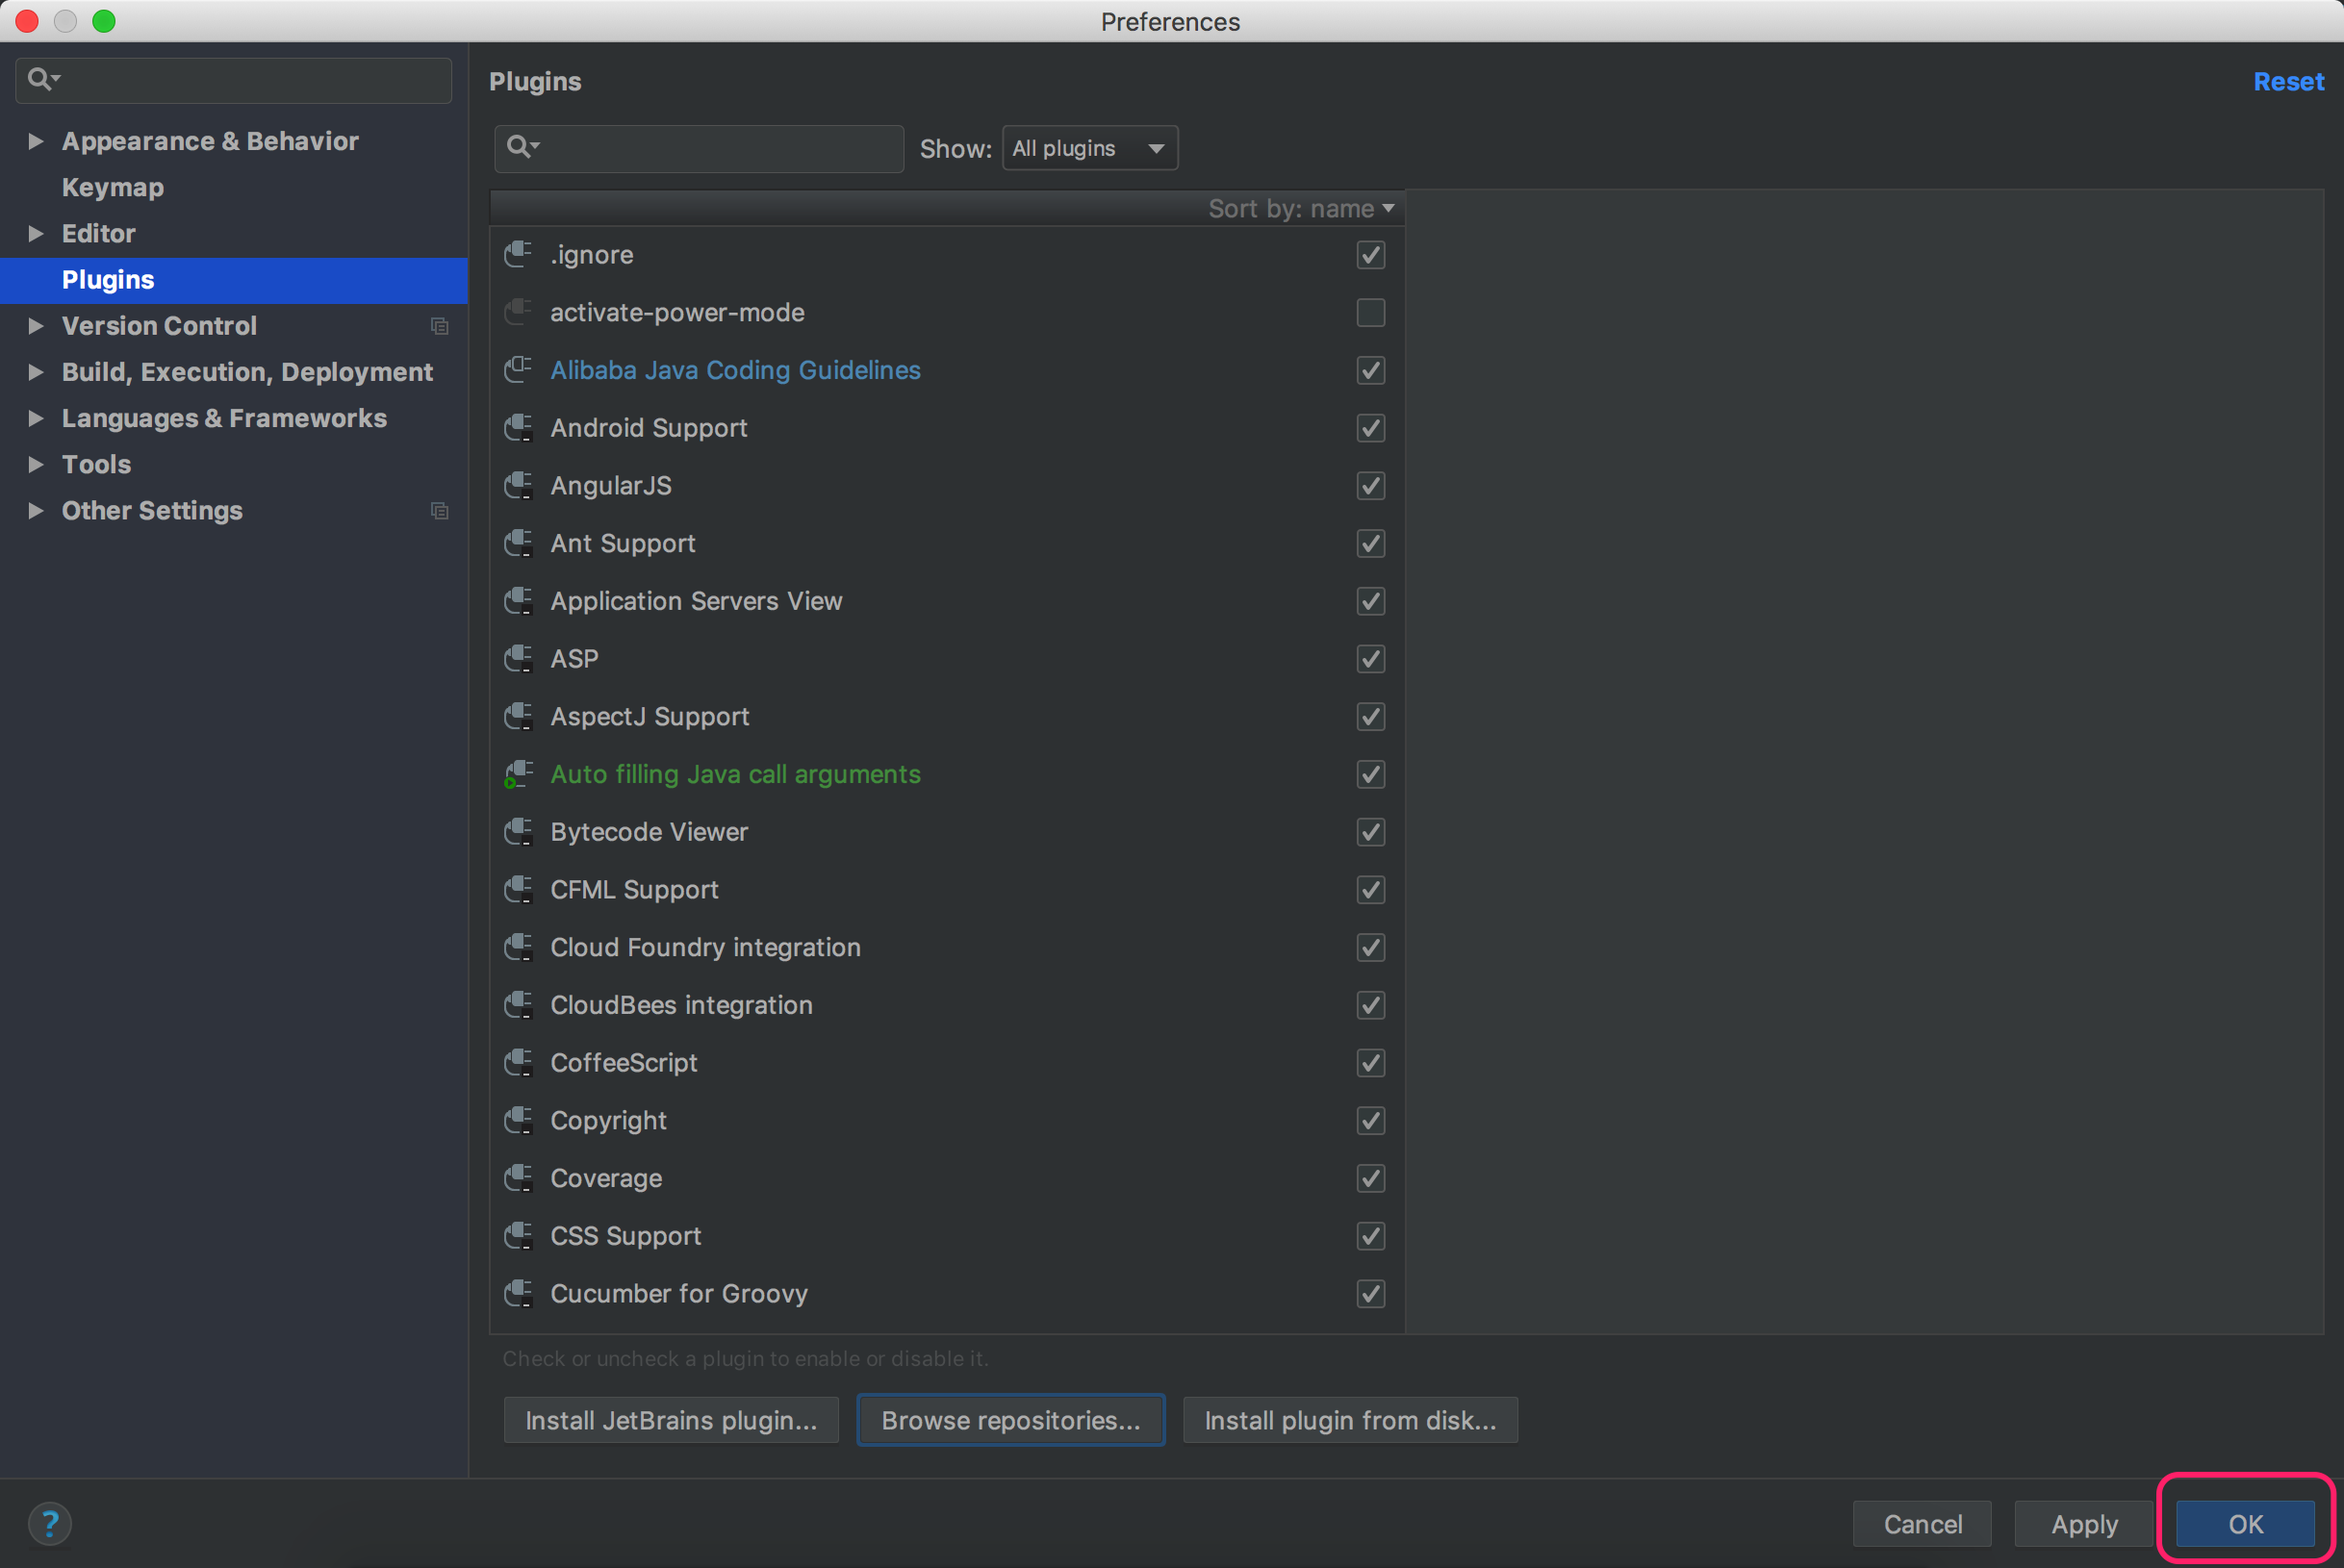 Preferences
Appearance & Behavior
Keymap
Editor
Plugins
Version Control
Build, Execution, Deployment
Languages & Frameworks
Tools
Other Settings
Plugins
Reset
Show: All plugins
Sort by: name
.ignore
activate-power-mode
Alibaba Java Coding Guidelines
Android Support
AngularJS
Ant Support
Application Servers View
ASP
AspectJ Support
Auto filling Java call arguments
Bytecode Viewer
CFML Support
Cloud Foundry integration
CloudBees integration
CoffeeScript
Copyright
Coverage
CSS Support
Cucumber for Groovy
Check or uncheck a plugin to enable or disable it.
Install JetBrains plugin... Browse repositories... Install plugin from disk...
? Cancel Apply OK